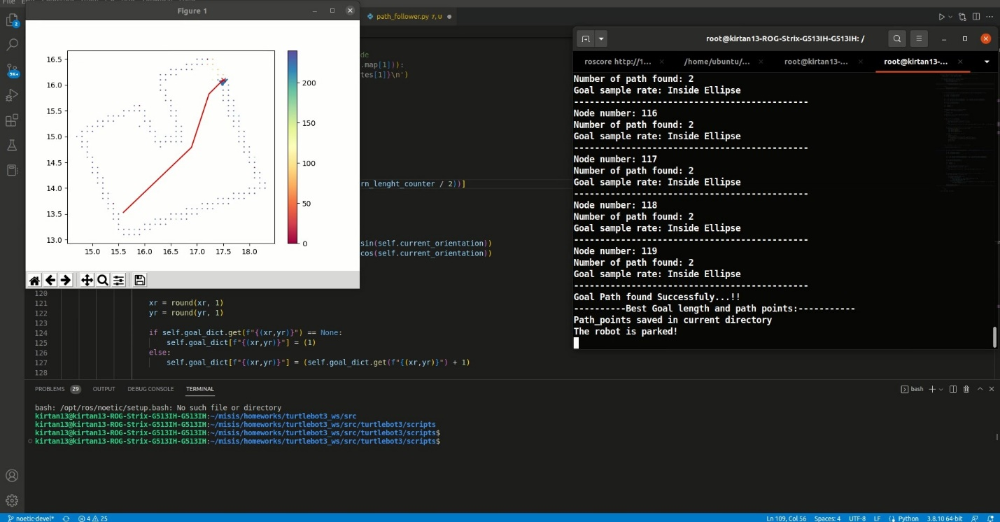 File
Figure 1
path_follower.py 7, U
2
9K+
16.5
16.0
15.5
15.0
14.5
14.0
13.5
13.0
15.0 15.5 16.0 16.5 17.0 17.5 18.0
200
150
100
50
0
de
.map[1])):
tes[1]}\n')
rn_lenght_counter / 2))]
sin(self.current_orientation))
cos(self.current_orientation))
120
121 xr = round(xr, 1)
122 yr = round(yr, 1)
123
124 if self.goal_dict.get(f"{(xr,yr)}") == None:
125 self.goal_dict[f"{(xr,yr)}"] = (1)
126 else:
127 self.goal_dict[f"{(xr,yr)}"] = (self.goal_dict.get(f"{(xr,yr)}") + 1)
128
root@kirtan13-ROG-Strix-G513IH-G513IH: /
roscore http://1... /home/ubuntu/... root@kirtan13-... root@kirtan13-...
Number of path found: 2
Goal sample rate: Inside Ellipse
---------------------------------------------
Node number: 116
Number of path found: 2
Goal sample rate: Inside Ellipse
---------------------------------------------
Node number: 117
Number of path found: 2
Goal sample rate: Inside Ellipse
---------------------------------------------
Node number: 118
Number of path found: 2
Goal sample rate: Inside Ellipse
---------------------------------------------
Node number: 119
Number of path found: 2
Goal sample rate: Inside Ellipse
---------------------------------------------
Goal Path found Successfuly...!!
----------Best Goal length and path points:-----------
Path_points saved in current directory
The robot is parked!
PROBLEMS 29 OUTPUT DEBUG CONSOLE TERMINAL
bash
bash: /opt/ros/noetic/setup.bash: No such file or directory
kirtan13@kirtan13-ROG-Strix-G513IH-G513IH:~/misis/homeworks/turtlebot3_ws/src
kirtan13@kirtan13-ROG-Strix-G513IH-G513IH:~/misis/homeworks/turtlebot3_ws/src/turtlebot3/scripts
kirtan13@kirtan13-ROG-Strix-G513IH-G513IH:~/misis/homeworks/turtlebot3_ws/src/turtlebot3/scripts$
kirtan13@kirtan13-ROG-Strix-G513IH-G513IH:~/misis/homeworks/turtlebot3_ws/src/turtlebot3/scripts$
noetic-devel* 4 25
Ln 109, Col 56 Spaces: 4 UTF-8 LF Python 3.8.10 64-bit